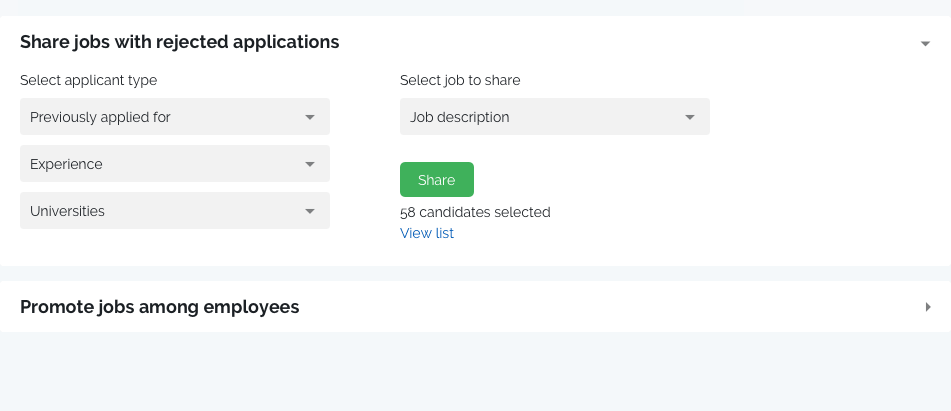 Share jobs with rejected applications
Select applicant type
Previously applied for
Experience
Universities
Select job to share
Job description
Share
58 candidates selected
View list
Promote jobs among employees